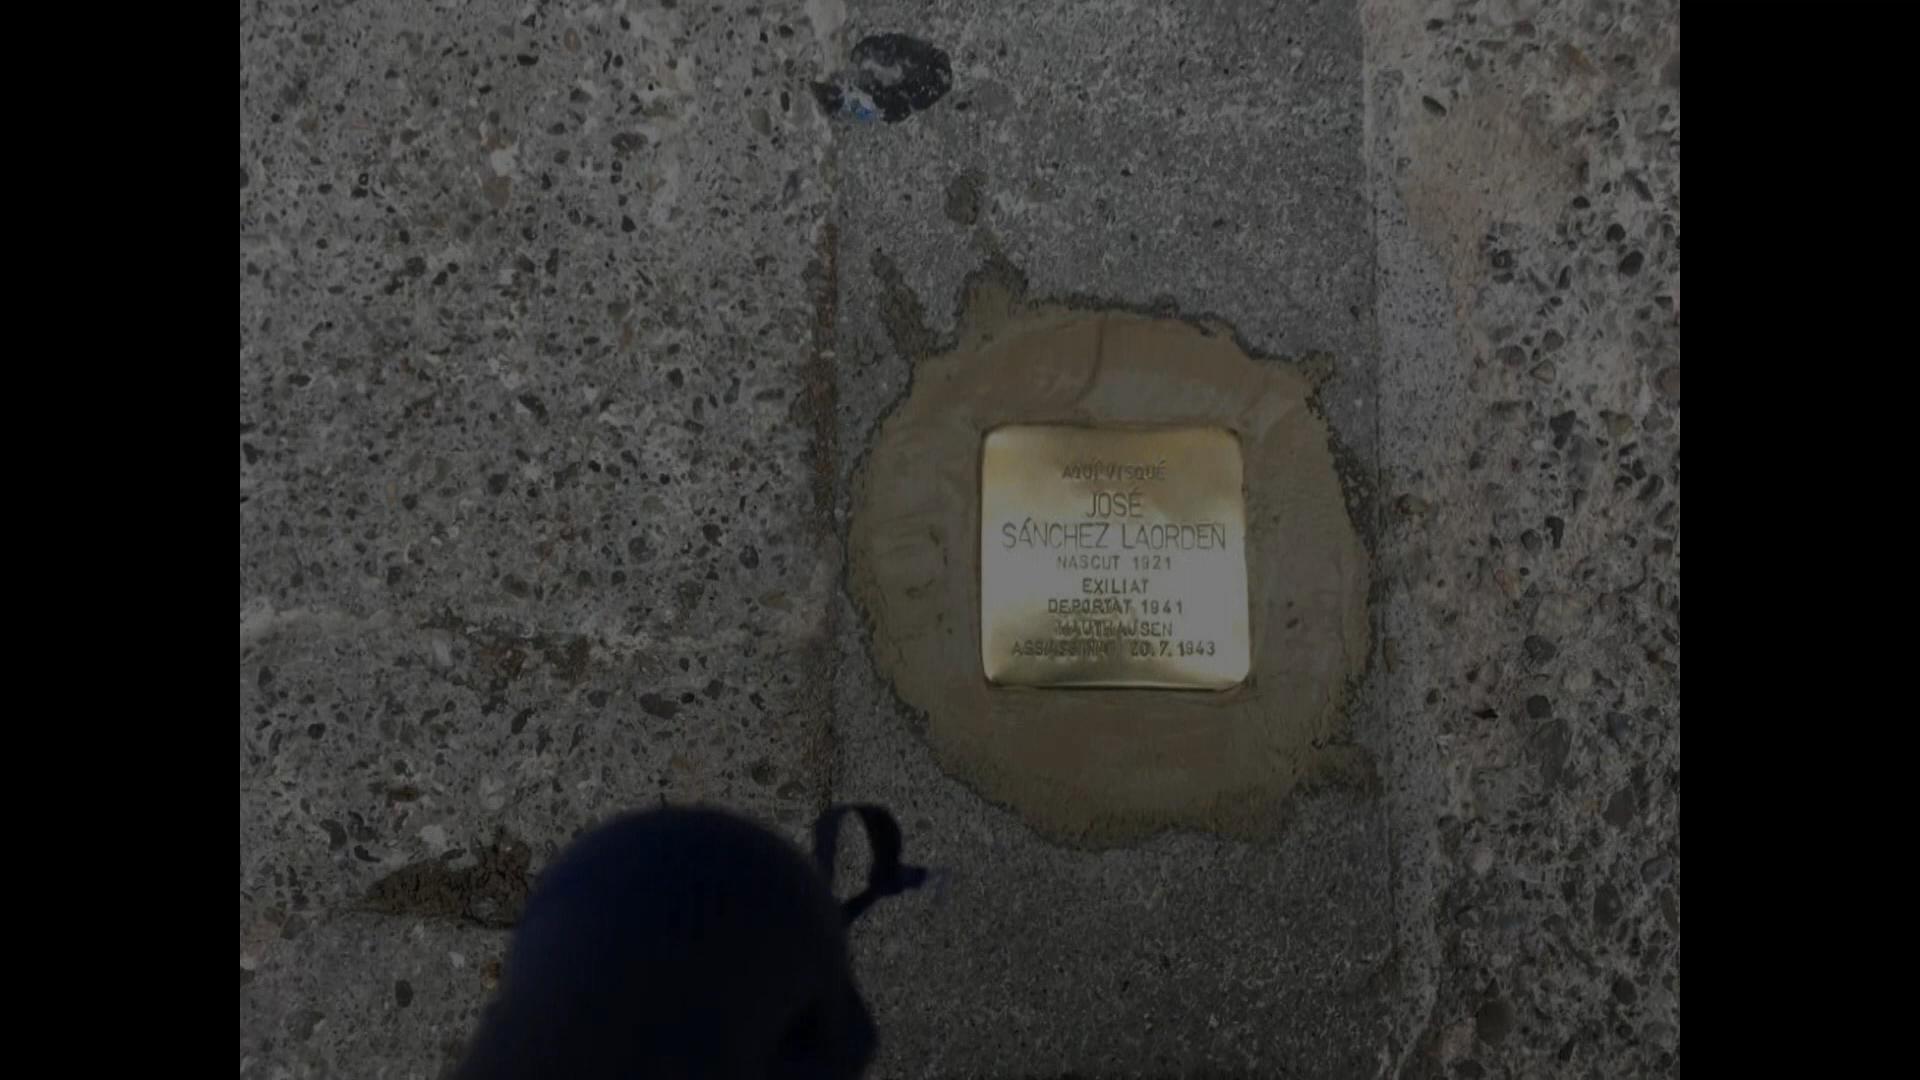 AQUÍ VISQUÉ
JOSÉ
SÁNCHEZ LAORDEN
NASCUT 1921
EXILIAT
DEPORTAT 1941
MAUTHAUSEN
ASSASSINAT 20.7.1943